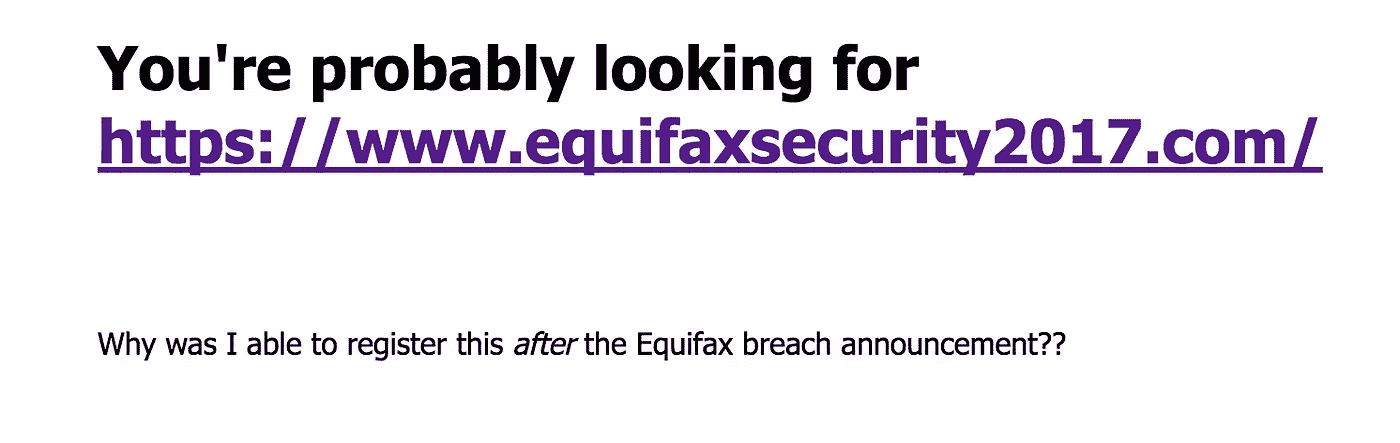 You're probably looking for
https://www.equifaxsecurity2017.com/
Why was I able to register this after the Equifax breach announcement??